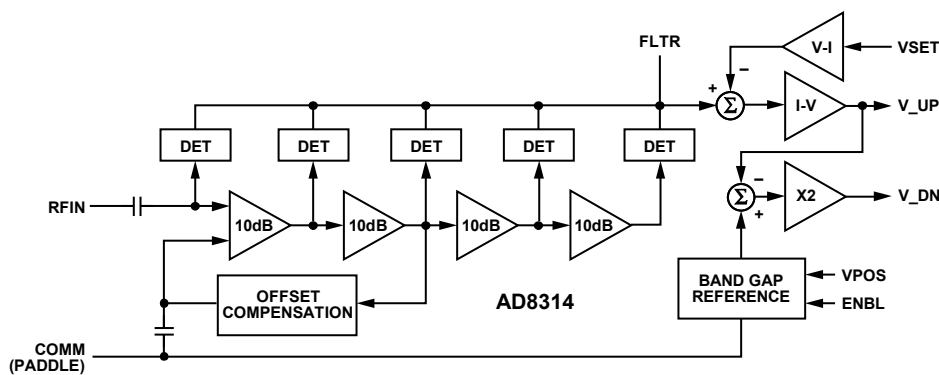 FLTR
V-I
VSET
–
+
Σ
I-V
V_UP
DET
DET
DET
DET
DET
–
Σ
+
X2
V_DN
RFIN
10dB
10dB
10dB
10dB
OFFSET
COMPENSATION
AD8314
BAND GAP
REFERENCE
VPOS
ENBL
COMM
(PADDLE)